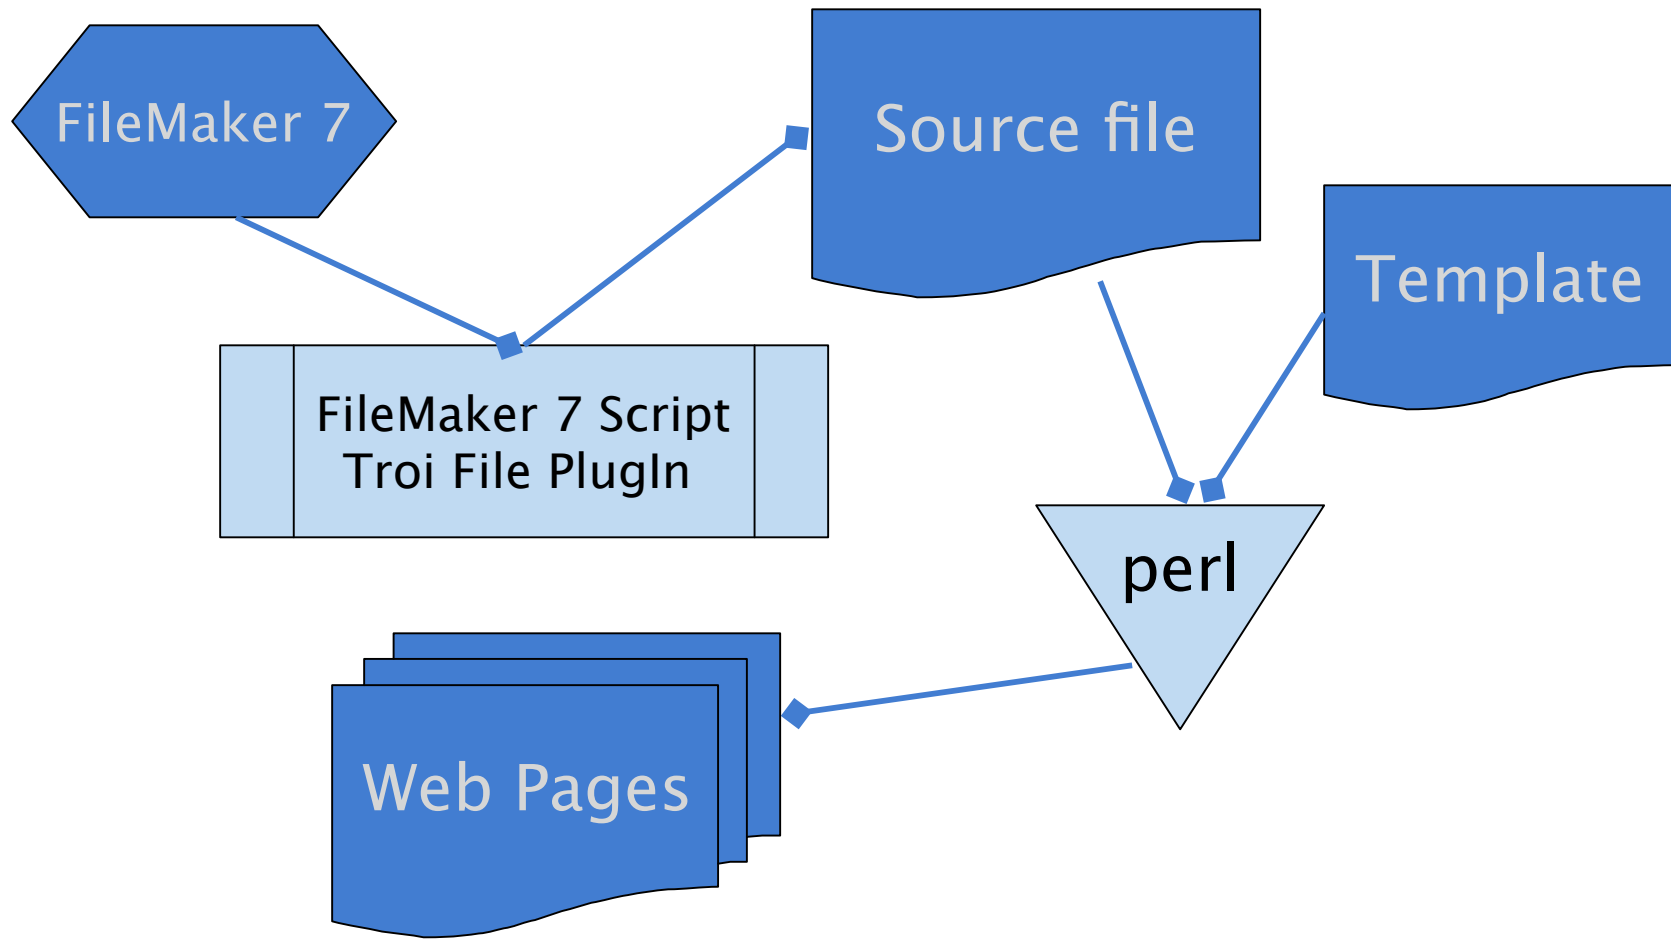 FileMaker 7
Source file
Template
FileMaker 7 Script
Troi File PlugIn
perl
Web Pages